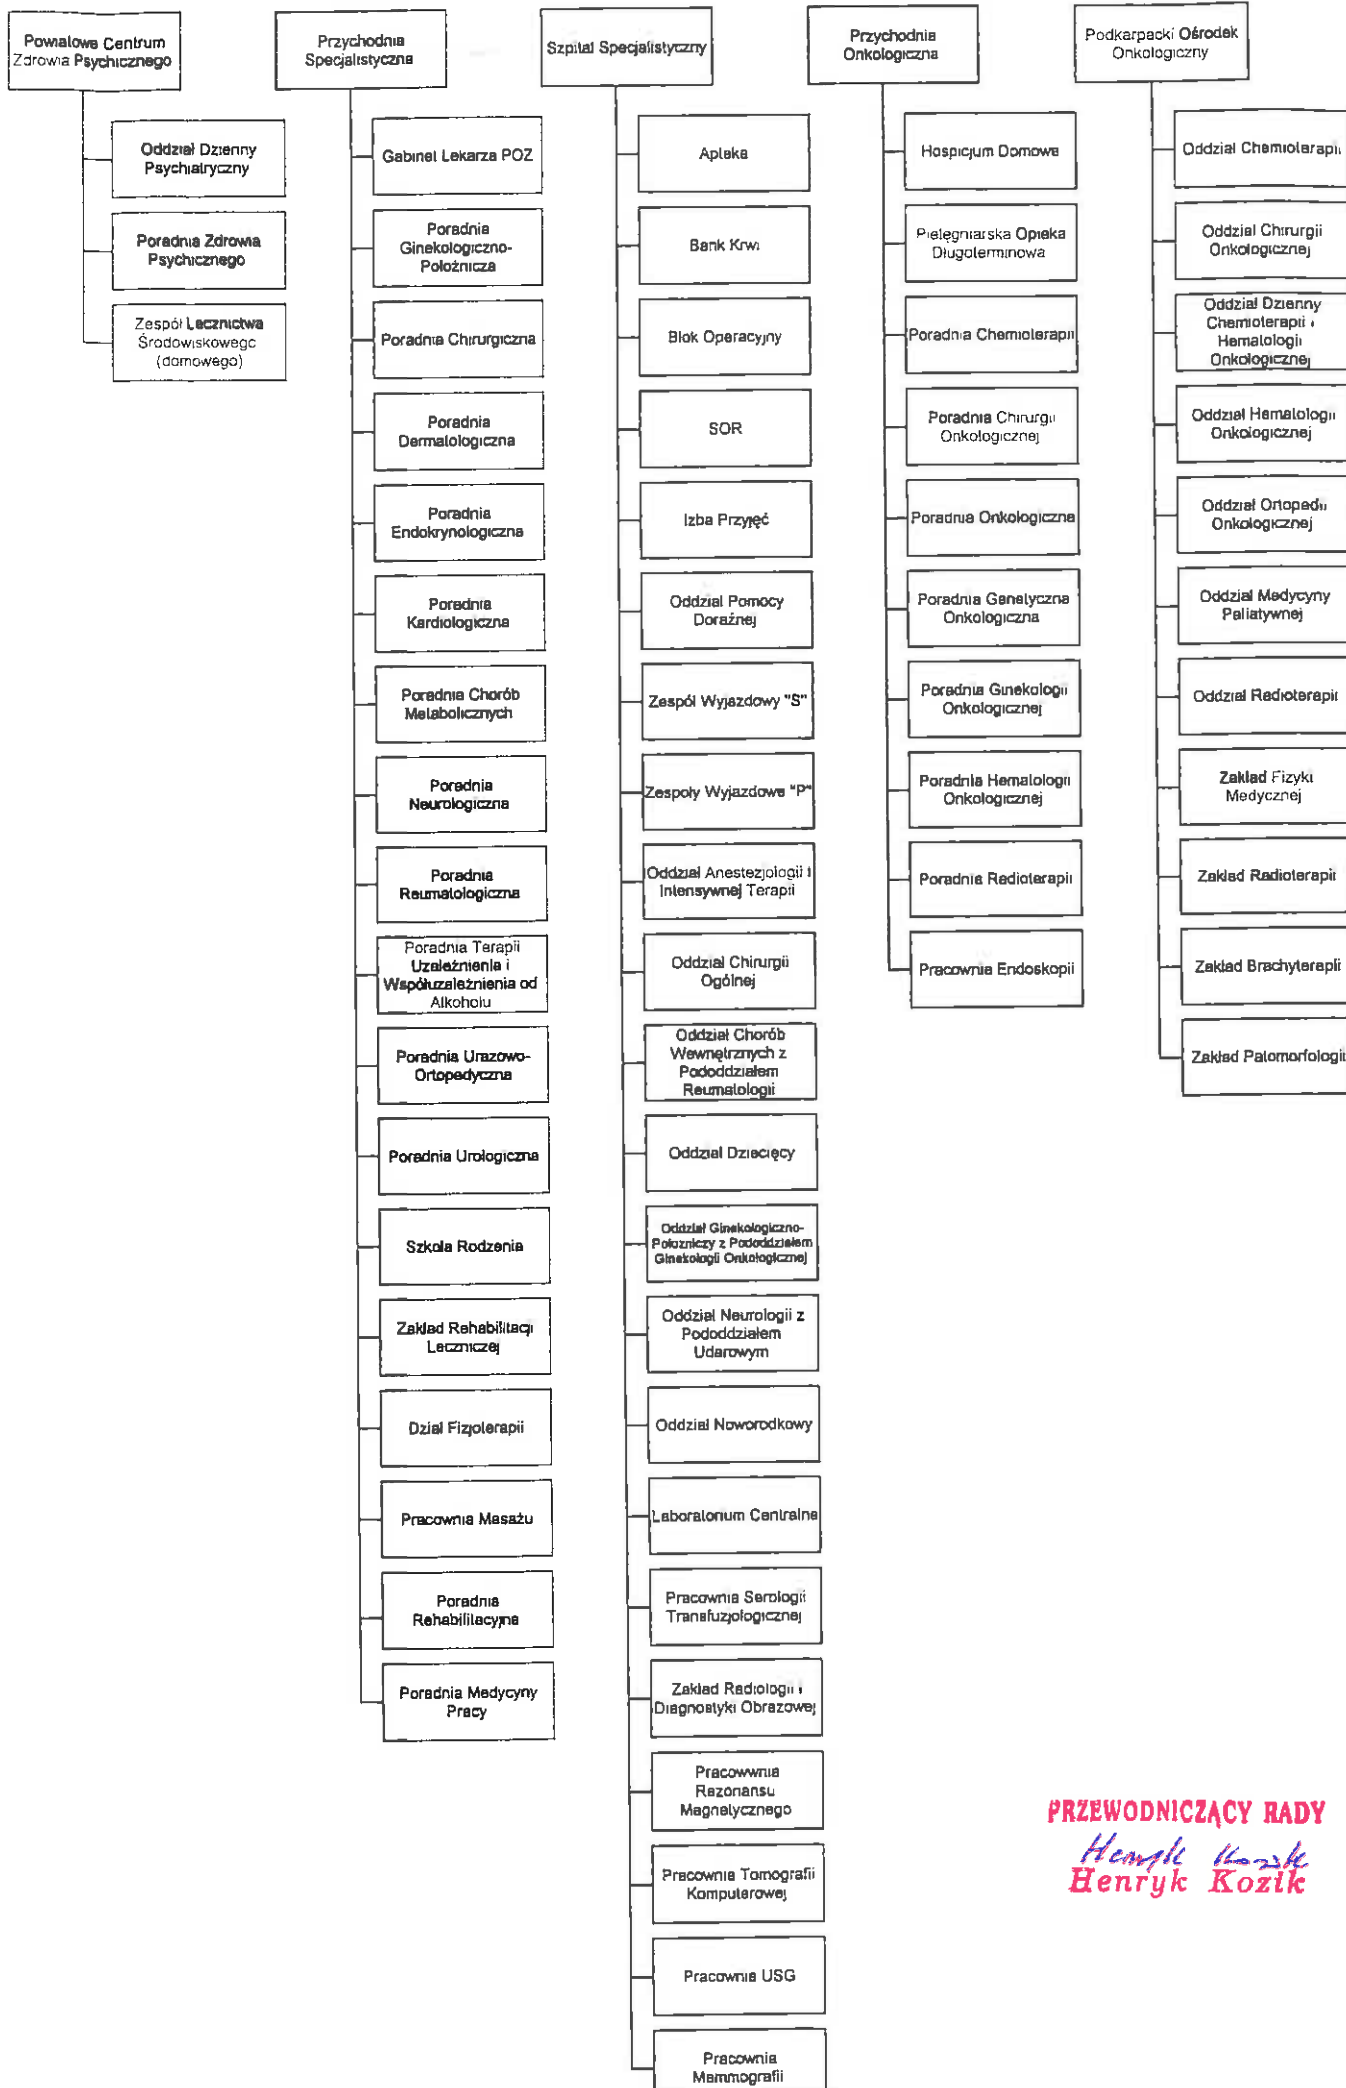 Powiatowe Centrum
Zdrowia Psychicznego
Oddział Dzienny
Psychiatryczny
Poradnia Zdrowia
Psychicznego
Zespół Lecznictwa
Środowiskowego
(domowego)
Przychodnia
Specjalistyczna
Gabinet Lekarza POZ
Poradnia
Ginekologiczno-
Położnicza
Poradnia Chirurgiczna
Poradnia
Dermatologiczna
Poradnia
Endokrynologiczna
Poradnia
Kardiologiczna
Poradnia Chorób
Metabolicznych
Poradnia
Neurologiczna
Poradnia
Reumatologiczna
Poradnia Terapii
Uzależnienia i
Współuzależnienia od
Alkoholu
Poradnia Urazowo-
Ortopedyczna
Poradnia Urologiczna
Szkoła Rodzenia
Zakład Rehabilitacji
Leczniczej
Dział Fizjoterapii
Pracownia Masażu
Poradnia
Rehabilitacyjna
Poradnia Medycyny
Pracy
Szpital Specjalistyczny
Apteka
Bank Krwi
Blok Operacyjny
SOR
Izba Przyjęć
Oddział Pomocy
Doraźnej
Zespół Wyjazdowy "S"
Zespoły Wyjazdowe "P"
Oddział Anestezjologii i
Intensywnej Terapii
Oddział Chirurgii
Ogólnej
Oddział Chorób
Wewnętrznych z
Pododdziałem
Reumatologii
Oddział Dziecięcy
Oddział Ginekologiczno-
Położniczy z Pododdziałem
Ginekologii Onkologicznej
Oddział Neurologii z
Pododdziałem
Udarowym
Oddział Noworodkowy
Laboratorium Centralne
Pracownia Serologii
Transfuzjologicznej
Zakład Radiologii i
Diagnostyki Obrazowej
Pracowwnia
Rezonansu
Magnetycznego
Pracownia Tomografii
Komputerowej
Pracownia USG
Pracownia
Mammografii
Przychodnia
Onkologiczna
Hospicjum Domowe
Pielęgniarska Opieka
Długoterminowa
Poradnia Chemioterapii
Poradnia Chirurgii
Onkologicznej
Poradnia Onkologiczna
Poradnia Genetyczna
Onkologiczna
Poradnia Ginekologii
Onkologicznej
Poradnia Hematologii
Onkologicznej
Poradnia Radioterapii
Pracownia Endoskopii
Podkarpacki Ośrodek
Onkologiczny
Oddział Chemioterapii
Oddział Chirurgii
Onkologicznej
Oddział Dzienny
Chemioterapii i
Hematologii
Onkologicznej
Oddział Hematologii
Onkologicznej
Oddział Ortopedii
Onkologicznej
Oddział Medycyny
Paliatywnej
Oddział Radioterapii
Zakład Fizyki
Medycznej
Zakład Radioterapii
Zakład Brachyterapii
Zakład Patomorfologii
PRZEWODNICZĄCY RADY
Henryk Kozik
Henryk Kozik